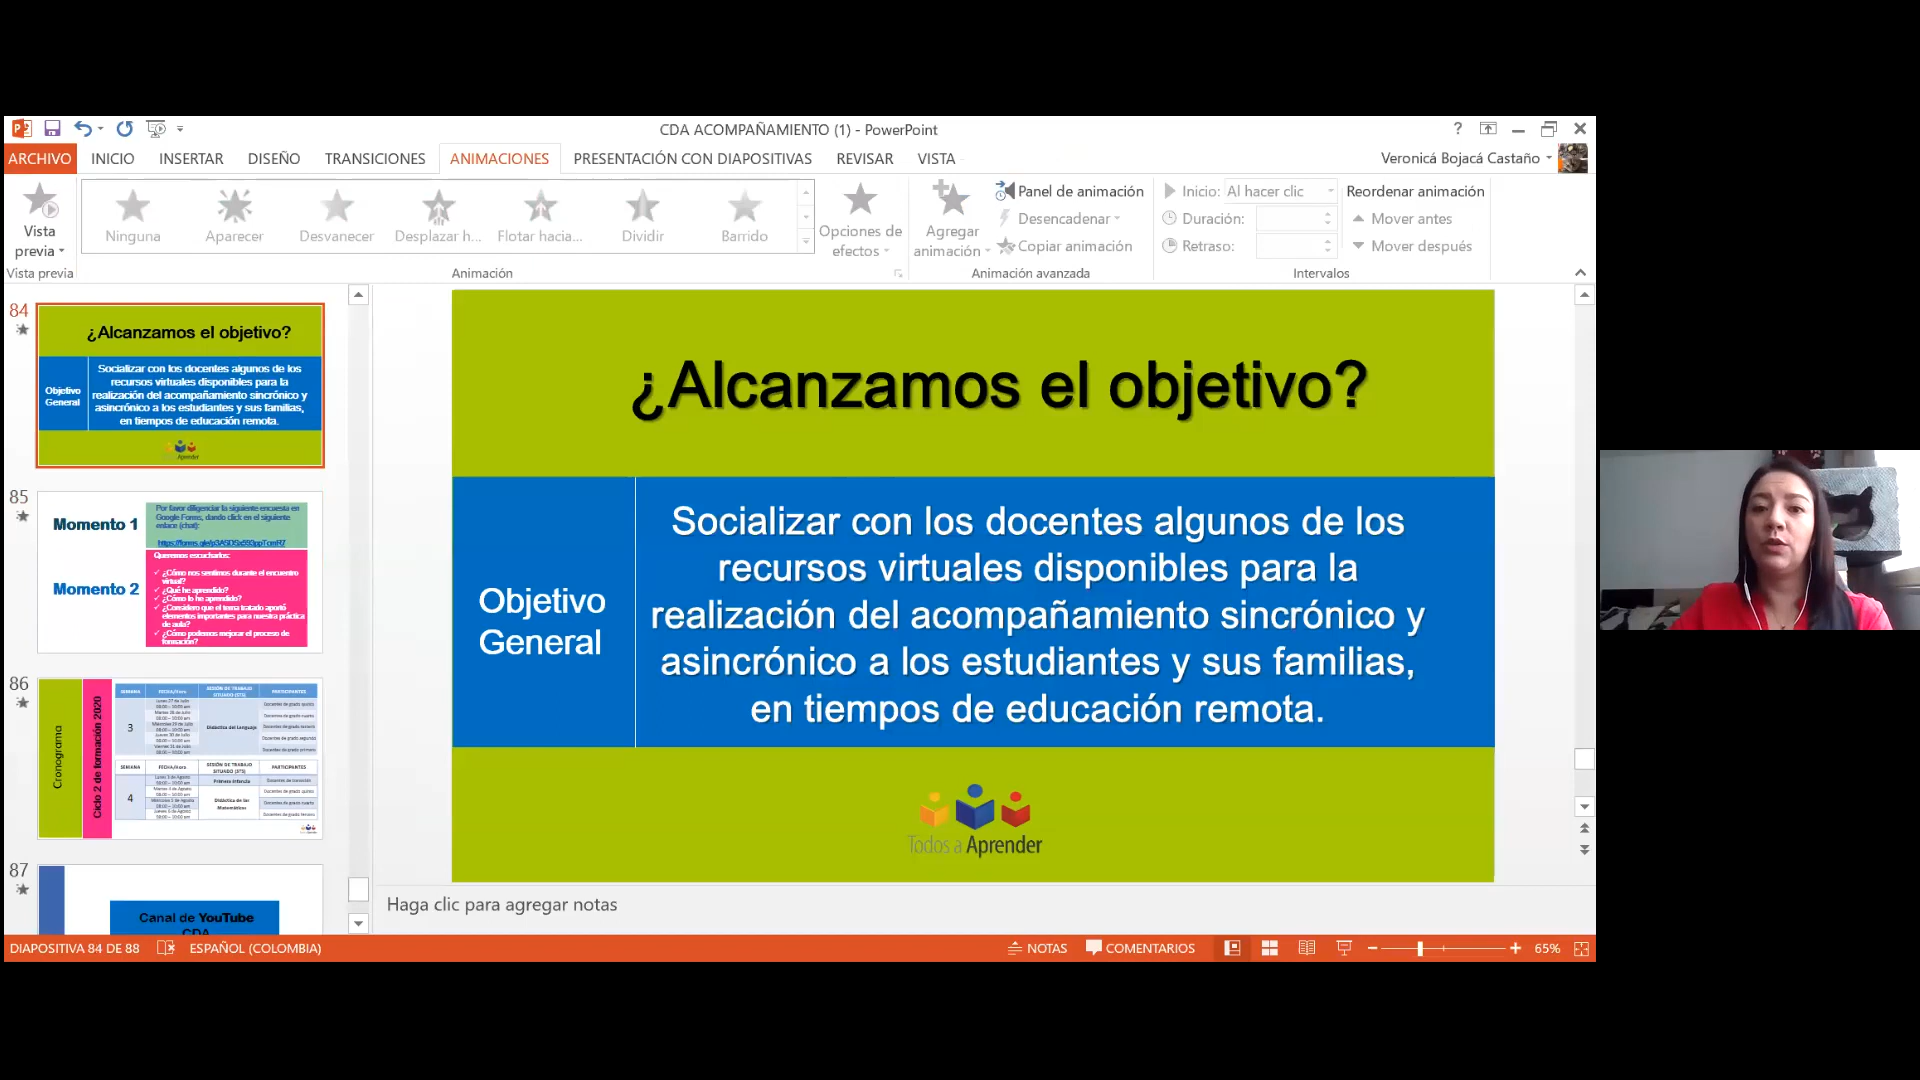 CDA ACOMPAÑAMIENTO (1) - PowerPoint
ARCHIVO INICIO INSERTAR DISEÑO TRANSICIONES ANIMACIONES PRESENTACIÓN CON DIAPOSITIVAS REVISAR VISTA
Veronicá Bojacá Castaño
Vista
previa
Vista previa
Ninguna Aparecer Desvanecer Desplazar h... Flotar hacia... Dividir Barrido
Animación
Opciones de
efectos
Agregar
animación
Panel de animación
Desencadenar
Copiar animación
Animación avanzada
Inicio: Al hacer clic
Duración:
Retraso:
Intervalos
Reordenar animación
Mover antes
Mover después
84
¿Alcanzamos el objetivo?
Objetivo
General
Socializar con los docentes algunos de los
recursos virtuales disponibles para la
realización del acompañamiento sincrónico y
asincrónico a los estudiantes y sus familias,
en tiempos de educación remota.
85
Momento 1
Por favor diligenciar la siguiente encuesta en
Google Forms, dando click en el siguiente
enlace (chat):
Momento 2
Queremos escucharlos:
¿Cómo nos sentimos durante el encuentro
virtual?
¿Qué he aprendido?
¿Cómo lo he aprendido?
¿Considero que el tema tratado aportó
elementos importantes para nuestra práctica
de aula?
¿Cómo podemos mejorar el proceso de
formación?
86
Cronograma
Ciclo 2 de formación 2020
SEMANA FECHA/Hora SESIÓN DE TRABAJO
SITUADO (STS) PARTICIPANTES
3
Didáctica del Lenguaje
SEMANA FECHA/Hora SESIÓN DE TRABAJO
SITUADO (STS) PARTICIPANTES
4
Primera Infancia
Didáctica de las
Matemáticas
87
Canal de YouTube
CDA
¿Alcanzamos el objetivo?
Objetivo
General
Socializar con los docentes algunos de los
recursos virtuales disponibles para la
realización del acompañamiento sincrónico y
asincrónico a los estudiantes y sus familias,
en tiempos de educación remota.
Todos a Aprender
Haga clic para agregar notas
DIAPOSITIVA 84 DE 88 ESPAÑOL (COLOMBIA) NOTAS COMENTARIOS 65%